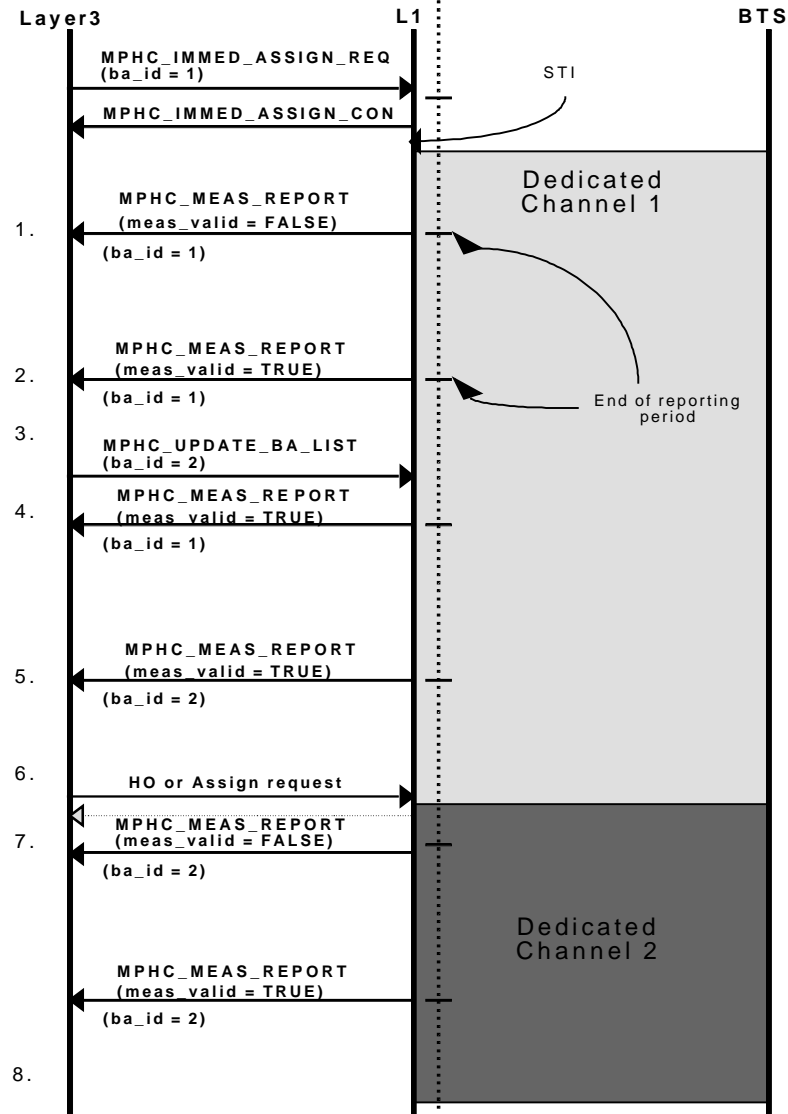 Layer3
L1
BTS
MPHC_IMMED_ASSIGN_REQ
(ba_id = 1)
STI
MPHC_IMMED_ASSIGN_CON
Dedicated
Channel 1
MPHC_MEAS_REPORT
(meas_valid = FALSE)
1.
(ba_id = 1)
MPHC_MEAS_REPORT
(meas_valid = TRUE)
2.
(ba_id = 1)
End of reporting
period
3.
MPHC_UPDATE_BA_LIST
(ba_id = 2)
MPHC_MEAS_REPORT
4.
(meas_valid = TRUE)
(ba_id = 1)
MPHC_MEAS_REPORT
(meas_valid = TRUE)
5.
(ba_id = 2)
6.
HO or Assign request
MPHC_MEAS_REPORT
7.
(meas_valid = FALSE)
(ba_id = 2)
Dedicated
Channel 2
MPHC_MEAS_REPORT
(meas_valid = TRUE)
(ba_id = 2)
8.